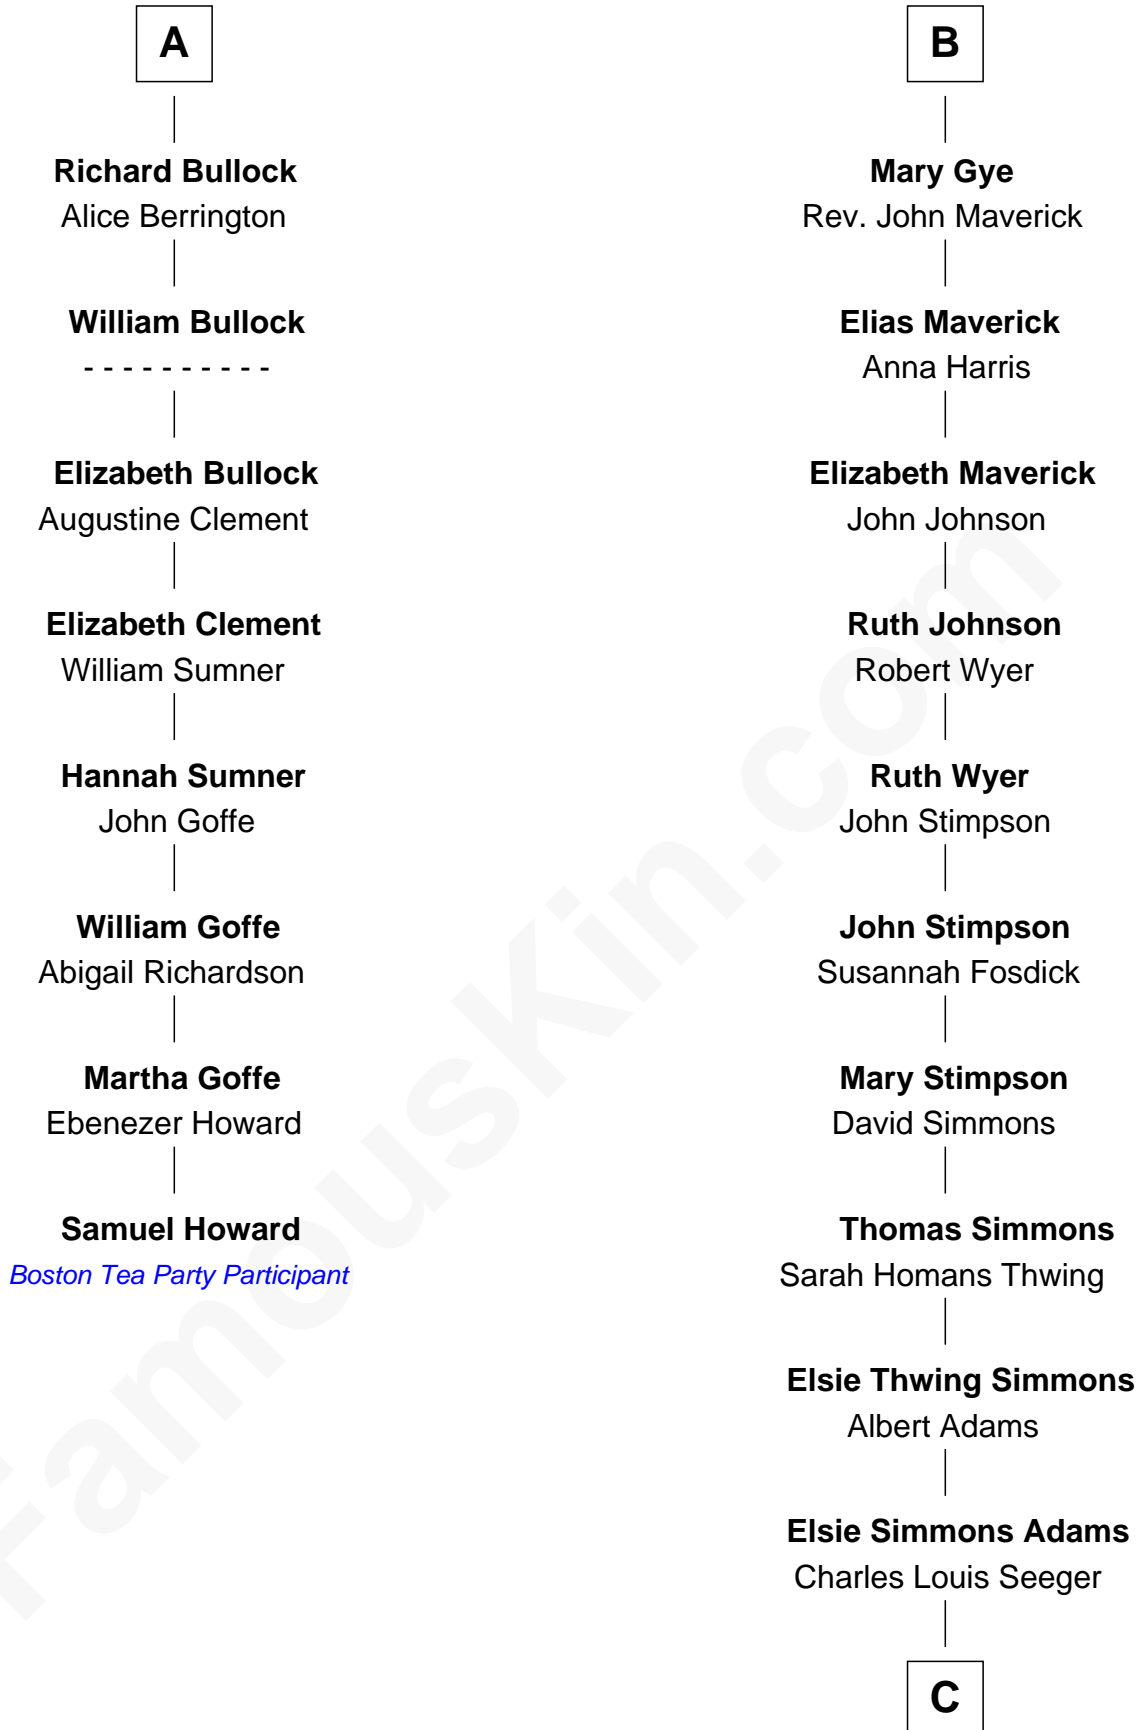 A
Richard Bullock
Alice Berrington
William Bullock
- - - - - - - - - -
Elizabeth Bullock
Augustine Clement
Elizabeth Clement
William Sumner
Hannah Sumner
John Goffe
William Goffe
Abigail Richardson
Martha Goffe
Ebenezer Howard
Samuel Howard
Boston Tea Party Participant
B
Mary Gye
Rev. John Maverick
Elias Maverick
Anna Harris
Elizabeth Maverick
John Johnson
Ruth Johnson
Robert Wyer
Ruth Wyer
John Stimpson
John Stimpson
Susannah Fosdick
Mary Stimpson
David Simmons
Thomas Simmons
Sarah Homans Thwing
Elsie Thwing Simmons
Albert Adams
Elsie Simmons Adams
Charles Louis Seeger
C
FamousKin.com